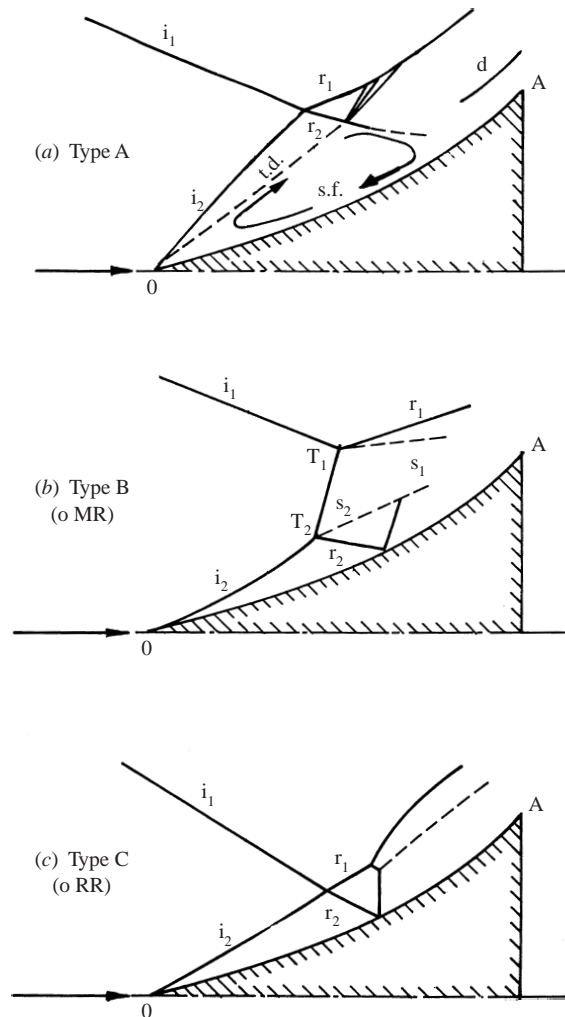 i₁
r₁
d
A
(a) Type A
r₂
t.d.
i₂
s.f.
0
i₁
r₁
A
T₁
s₁
(b) Type B
(o MR)
s₂
T₂
r₂
i₂
0
i₁
A
(c) Type C
(o RR)
r₁
r₂
i₂
0